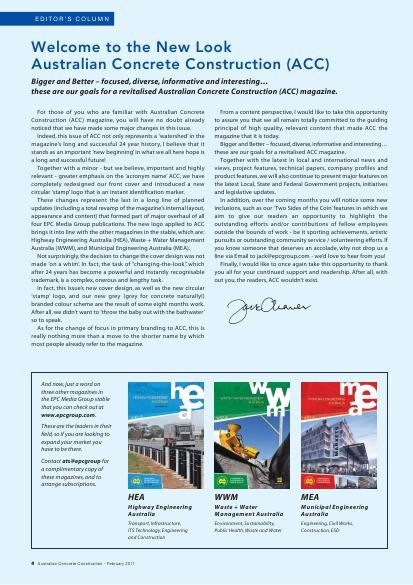 EDITOR'S COLUMN
Welcome to the New Look
Australian Concrete Construction (ACC)
Bigger and Better – focused, diverse, informative and interesting…
these are our goals for a revitalised Australian Concrete Construction (ACC) magazine.
For those of you who are familiar with Australian Concrete
Construction (ACC) magazine, you will have no doubt already
noticed that we have made some major changes in this issue.
Indeed, this issue of ACC not only represents a 'watershed' in the
magazine's long and successful 24 year history, I believe that it
stands as an important 'new beginning' in what we all here hope is
a long and successful future!
Together with a minor - but we believe, important and highly
relevant - greater emphasis on the 'acronym name' ACC, we have
completely redesigned our front cover and introduced a new
circular 'stamp' logo that is an instant identification marker.
These changes represent the last in a long line of planned
updates (including a total revamp of the magazine's internal layout,
appearance and content) that formed part of major overhaul of all
four EPC Media Group publications. The new logo applied to ACC
brings it into line with the other magazines in the stable, which are:
Highway Engineering Australia (HEA), Waste + Water Management
Australia (WWM), and Municipal Engineering Australia (MEA).
Not surprisingly, the decision to change the cover design was not
made 'on a whim'. In fact, the task of "changing-the-look", which
after 24 years has become a powerful and instantly recognisable
trademark, is a complex, onerous and lengthy task.
In fact, this issue's new cover design, as well as the new circular
'stamp' logo, and our new grey (grey for concrete naturally!)
branded colour scheme are the result of some eight months work.
After all, we didn't want to 'throw the baby out with the bathwater'
so to speak.
As for the change of focus in primary branding to ACC, this is
really nothing more than a move to the shorter name by which
most people already refer to the magazine.
From a content perspective, I would like to take this opportunity
to assure you that we all remain totally committed to the guiding
principal of high quality, relevant content that made ACC the
magazine that it is today.
Bigger and Better – focused, diverse, informative and interesting…
these are our goals for a revitalised ACC magazine.
Together with the latest in local and international news and
views, project features, technical papers, company profiles and
product features, we will also continue to present major features on
the latest Local, State and Federal Government projects, initiatives
and legislative updates.
In addition, over the coming months you will notice some new
inclusions, such as our 'Two Sides of the Coin' features in which we
aim to give our readers an opportunity to highlight the
outstanding efforts and/or contributions of fellow employees
outside the bounds of work - be it sporting achievements, artistic
pursuits or outstanding community service / volunteering efforts. If
you know someone that deserves an accolade, why not drop us a
line via Email to jack@epcgroup.com - we'd love to hear from you!
Finally, I would like to once again take this opportunity to thank
you all for your continued support and readership. After all, with
out you, the readers, ACC wouldn't exist.
And now, just a word on
three other magazines in
the EPC Media Group stable
that you can check out at
www.epcgroup.com.
These are the leaders in their
field, so if you are looking to
expand your market you
have to be there.
Contact ats@epcgroup for
a complimentary copy of
these magazines, and to
arrange subscriptions.
hea
HEA
Highway Engineering
Australia
Transport, Infrastructure,
ITS Technology, Engineering
and Construction
wwm
WWM
Waste + Water
Management Australia
Environment, Sustainability,
Public Health, Waste and Water
mea
MEA
Municipal Engineering
Australia
Engineering, Civil Works,
Construction, ESD
4 Australian Concrete Construction – February 2011